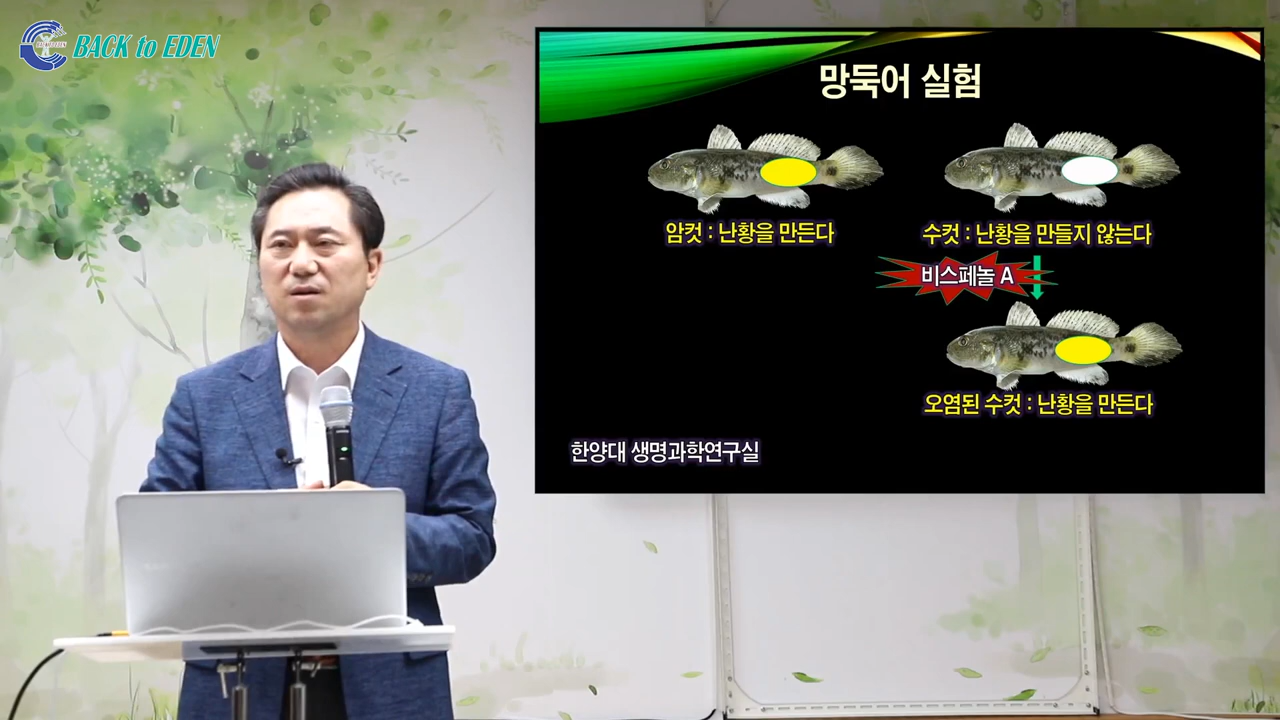 BACK to EDEN
망둑어 실험
암컷 : 난황을 만든다
수컷 : 난황을 만들지 않는다
비스페놀 A
오염된 수컷 : 난황을 만든다
한양대 생명과학연구실